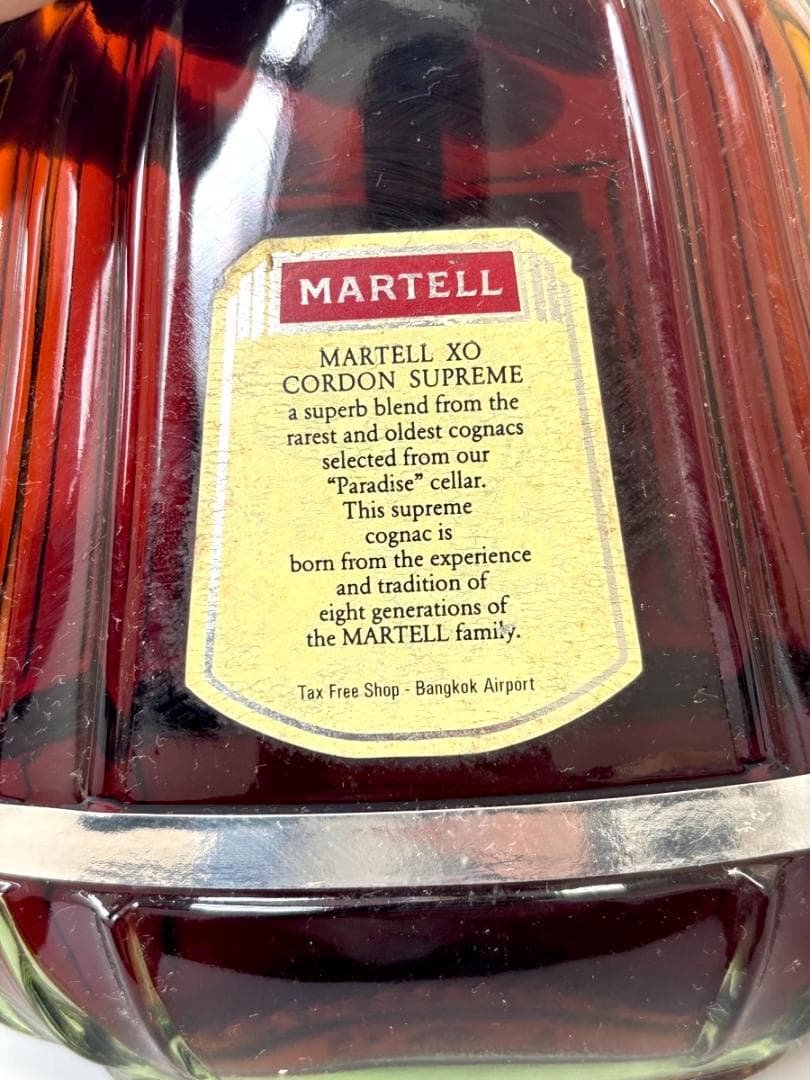 MARTELL
MARTELL XO
CORDON SUPREME
a superb blend from the
rarest and oldest cognacs
selected from our
“Paradise” cellar.
This supreme
cognac is
born from the experience
and tradition of
eight generations of
the MARTELL family.
Tax Free Shop - Bangkok Airport